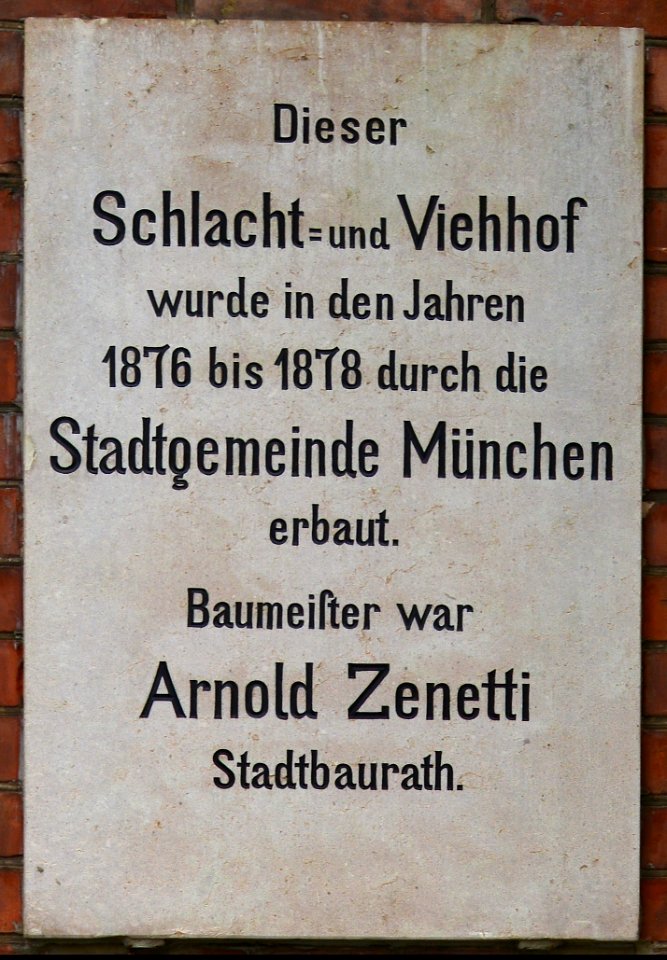 Dieser
Schlacht=und Viehhof
wurde in den Jahren
1876 bis 1878 durch die
Stadtgemeinde München
erbaut.
Baumeiſter war
Arnold Zenetti
Stadtbaurath.